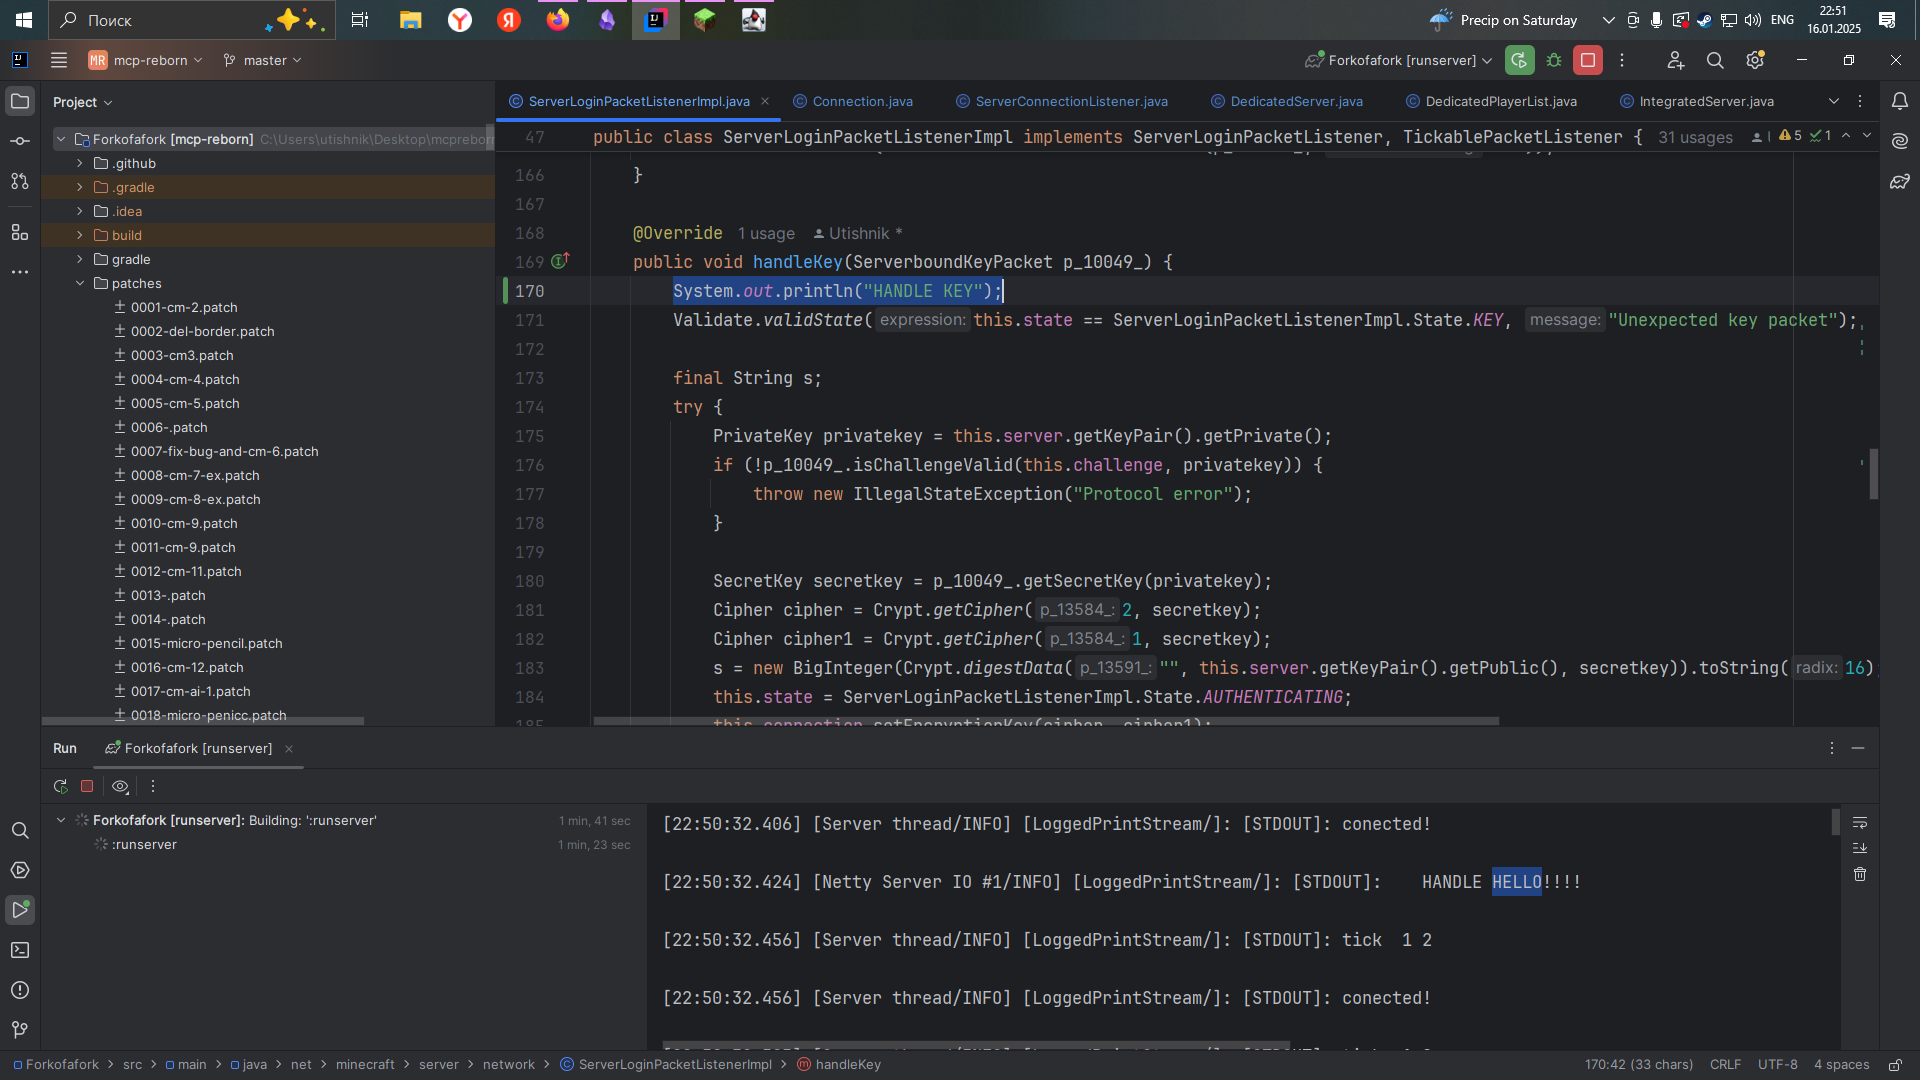 Поиск
Precip on Saturday
ENG
22:51
16.01.2025
MR mcp-reborn
master
Forkofafork [runserver]
Project
ServerLoginPacketListenerImpl.java
Connection.java
ServerConnectionListener.java
DedicatedServer.java
DedicatedPlayerList.java
IntegratedServer.java
Forkofafork [mcp-reborn] C:\Users\utishnik\Desktop\mcpreborn
.github
.gradle
.idea
build
gradle
patches
0001-cm-2.patch
0002-del-border.patch
0003-cm3.patch
0004-cm-4.patch
0005-cm-5.patch
0006-.patch
0007-fix-bug-and-cm-6.patch
0008-cm-7-ex.patch
0009-cm-8-ex.patch
0010-cm-9.patch
0011-cm-9.patch
0012-cm-11.patch
0013-.patch
0014-.patch
0015-micro-pencil.patch
0016-cm-12.patch
0017-cm-ai-1.patch
0018-micro-penicc.patch
47 public class ServerLoginPacketListenerImpl implements ServerLoginPacketListener, TickablePacketListener { 31 usages 5 1
166 }
167
168 @Override 1 usage Utishnik *
169 public void handleKey(ServerboundKeyPacket p_10049_) {
170 System.out.println("HANDLE KEY");
171 Validate.validState( expression: this.state == ServerLoginPacketListenerImpl.State.KEY, message: "Unexpected key packet");
172
173 final String s;
174 try {
175 PrivateKey privatekey = this.server.getKeyPair().getPrivate();
176 if (!p_10049_.isChallengeValid(this.challenge, privatekey)) {
177 throw new IllegalStateException("Protocol error");
178 }
179
180 SecretKey secretkey = p_10049_.getSecretKey(privatekey);
181 Cipher cipher = Crypt.getCipher( p_13584_: 2, secretkey);
182 Cipher cipher1 = Crypt.getCipher( p_13584_: 1, secretkey);
183 s = new BigInteger(Crypt.digestData( p_13591_: "", this.server.getKeyPair().getPublic(), secretkey)).toString( radix: 16);
184 this.state = ServerLoginPacketListenerImpl.State.AUTHENTICATING;
185 this.connection.setEncryptionKey(cipher, cipher1);
Run
Forkofafork [runserver]
Forkofafork [runserver]: Building: ':runserver' 1 min, 41 sec
:runserver 1 min, 23 sec
[22:50:32.406] [Server thread/INFO] [LoggedPrintStream/]: [STDOUT]: conected!
[22:50:32.424] [Netty Server IO #1/INFO] [LoggedPrintStream/]: [STDOUT]: HANDLE HELLO!!!!
[22:50:32.456] [Server thread/INFO] [LoggedPrintStream/]: [STDOUT]: tick 1 2
[22:50:32.456] [Server thread/INFO] [LoggedPrintStream/]: [STDOUT]: conected!
Forkofafork > src > main > java > net > minecraft > server > network > ServerLoginPacketListenerImpl > handleKey
170:42 (33 chars) CRLF UTF-8 4 spaces